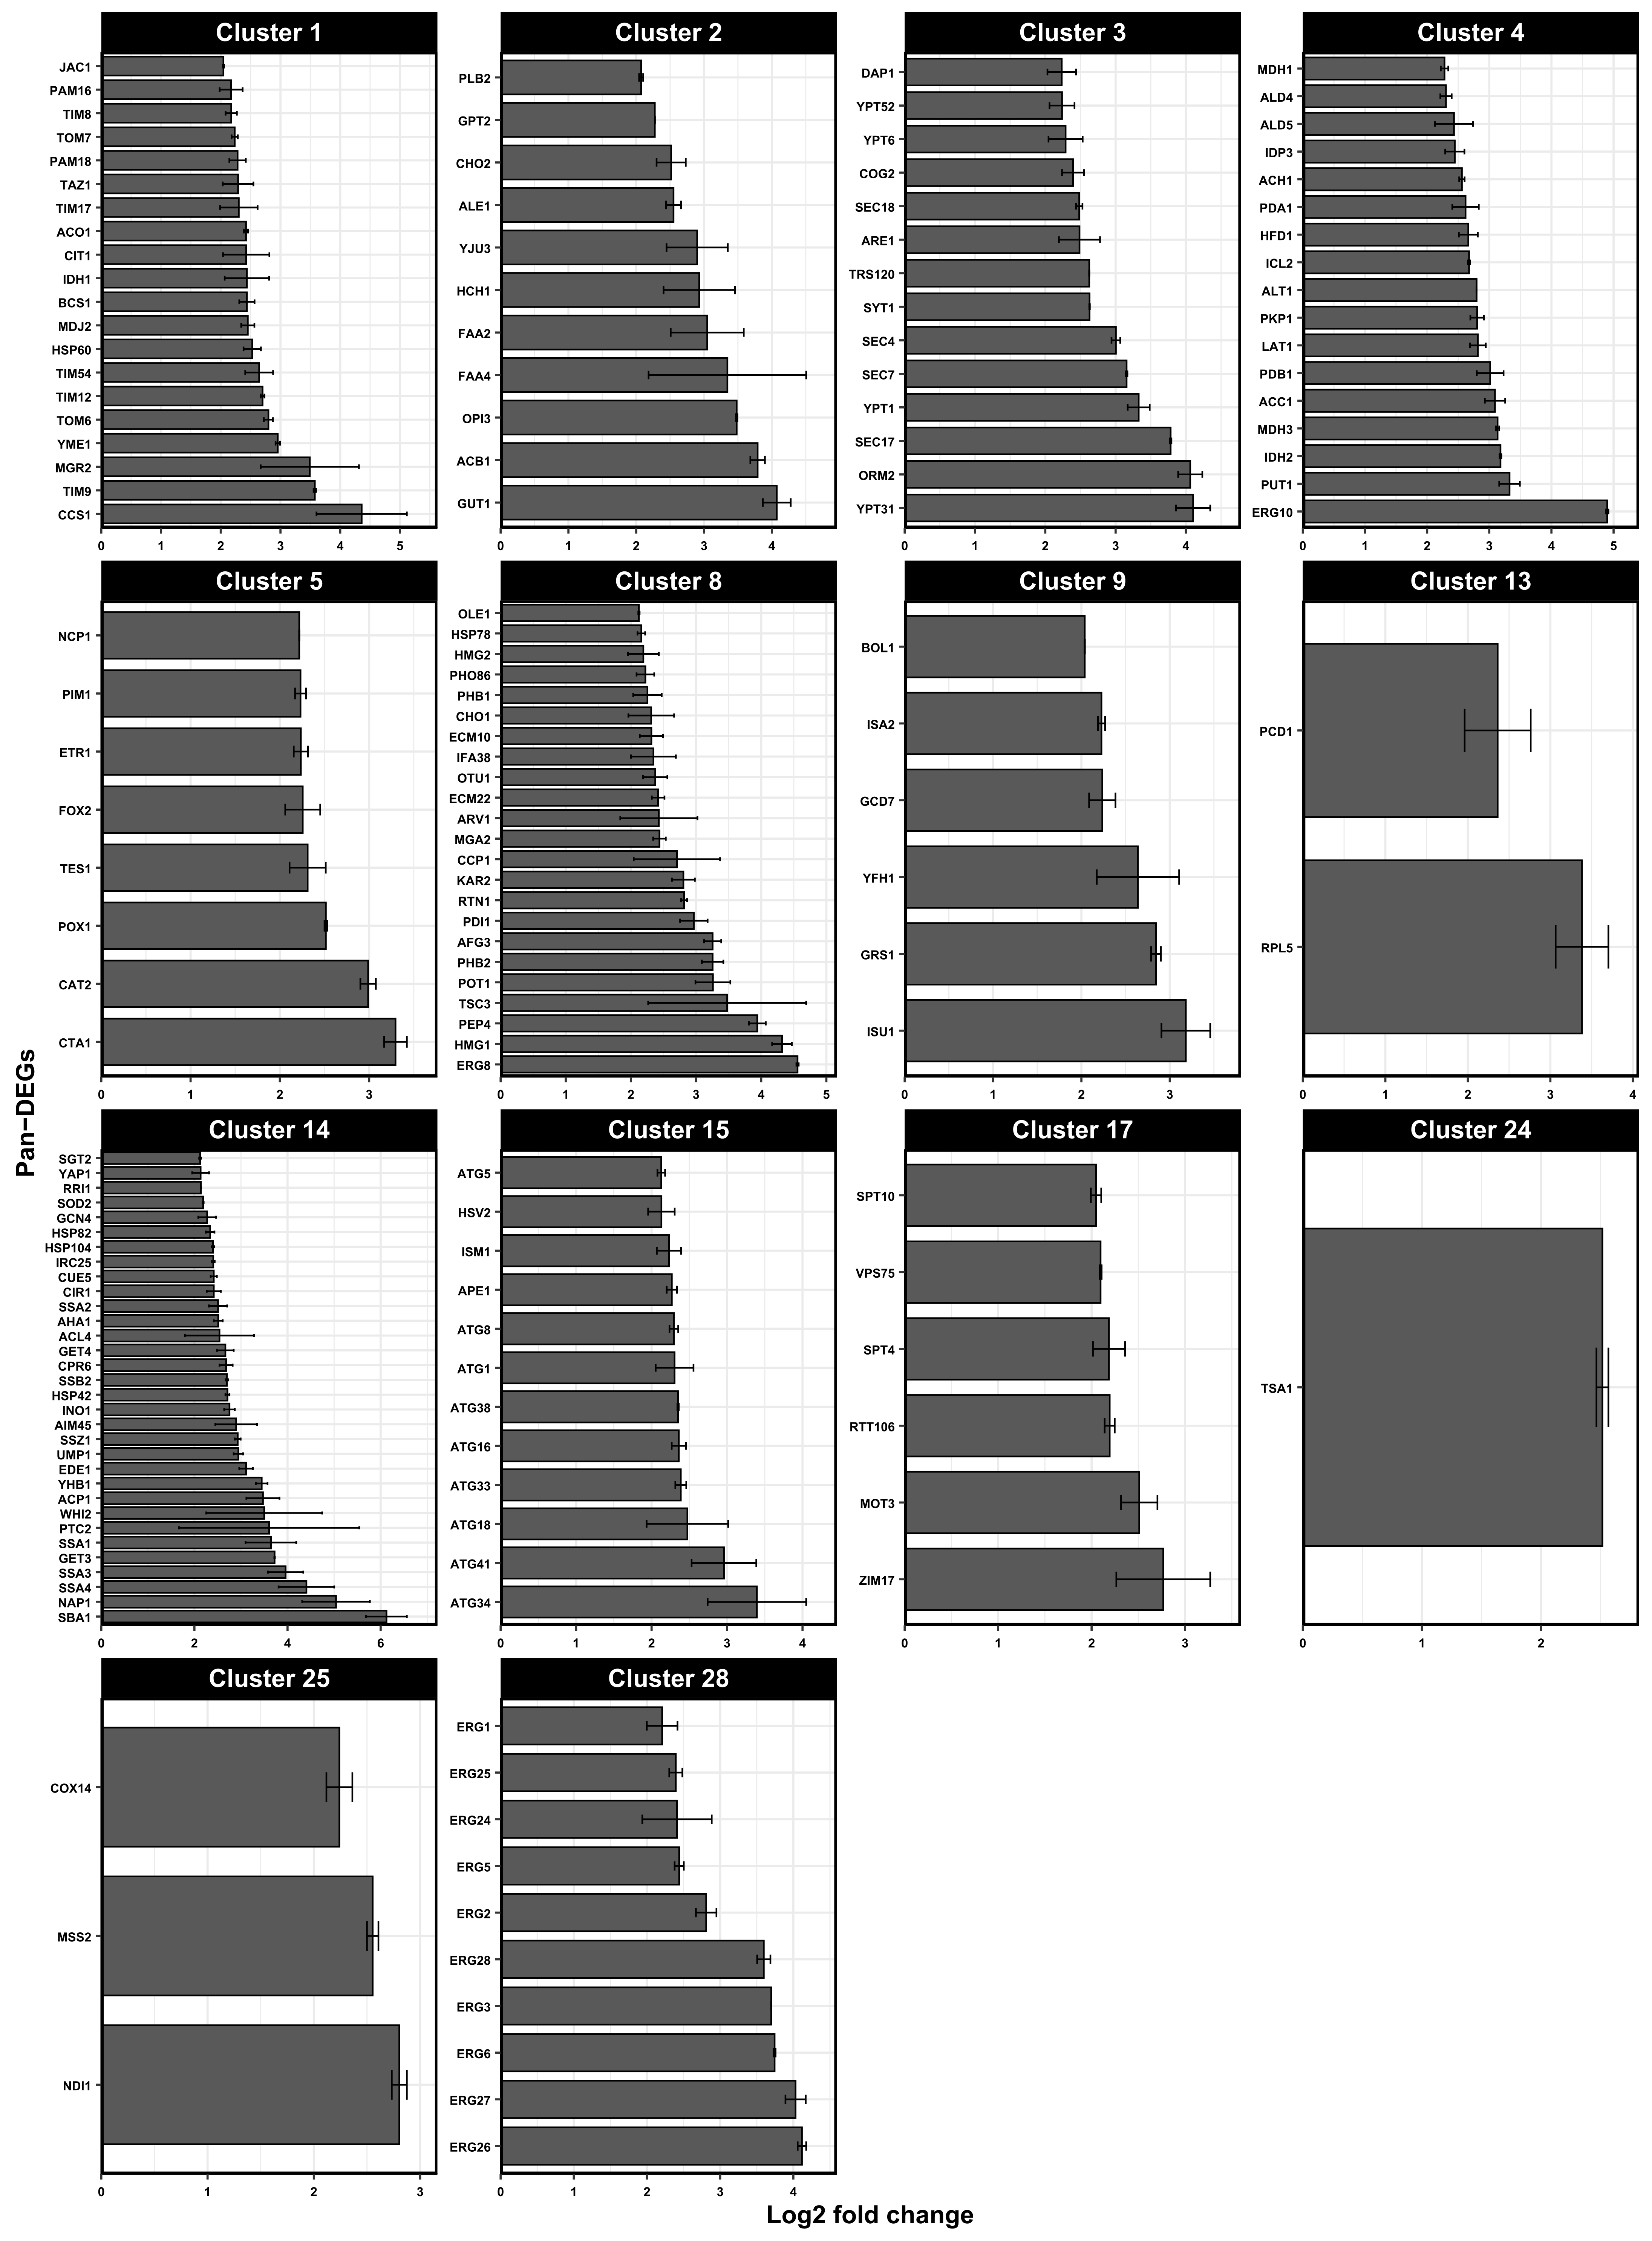 Pan−DEGs
Cluster 1
JAC1
PAM16
TIM8
TOM7
PAM18
TAZ1
TIM17
ACO1
CIT1
IDH1
BCS1
MDJ2
HSP60
TIM54
TIM12
TOM6
YME1
MGR2
TIM9
CCS1
0 1 2 3 4 5
Cluster 2
PLB2
GPT2
CHO2
ALE1
YJU3
HCH1
FAA2
FAA4
OPI3
ACB1
GUT1
0 1 2 3 4
Cluster 3
DAP1
YPT52
YPT6
COG2
SEC18
ARE1
TRS120
SYT1
SEC4
SEC7
YPT1
SEC17
ORM2
YPT31
0 1 2 3 4
Cluster 4
MDH1
ALD4
ALD5
IDP3
ACH1
PDA1
HFD1
ICL2
ALT1
PKP1
LAT1
PDB1
ACC1
MDH3
IDH2
PUT1
ERG10
0 1 2 3 4 5
Cluster 5
NCP1
PIM1
ETR1
FOX2
TES1
POX1
CAT2
CTA1
0 1 2 3
Cluster 8
OLE1
HSP78
HMG2
PHO86
PHB1
CHO1
ECM10
IFA38
OTU1
ECM22
ARV1
MGA2
CCP1
KAR2
RTN1
PDI1
AFG3
PHB2
POT1
TSC3
PEP4
HMG1
ERG8
0 1 2 3 4 5
Cluster 9
BOL1
ISA2
GCD7
YFH1
GRS1
ISU1
0 1 2 3
Cluster 13
PCD1
RPL5
0 1 2 3 4
Cluster 14
SGT2
YAP1
RRI1
SOD2
GCN4
HSP82
HSP104
IRC25
CUE5
CIR1
SSA2
AHA1
ACL4
GET4
CPR6
SSB2
HSP42
INO1
AIM45
SSZ1
UMP1
EDE1
YHB1
ACP1
WHI2
PTC2
SSA1
GET3
SSA3
SSA4
NAP1
SBA1
0 2 4 6
Cluster 15
ATG5
HSV2
ISM1
APE1
ATG8
ATG1
ATG38
ATG16
ATG33
ATG18
ATG41
ATG34
0 1 2 3 4
Cluster 17
SPT10
VPS75
SPT4
RTT106
MOT3
ZIM17
0 1 2 3
Cluster 24
TSA1
0 1 2
Cluster 25
COX14
MSS2
NDI1
0 1 2 3
Cluster 28
ERG1
ERG25
ERG24
ERG5
ERG2
ERG28
ERG3
ERG6
ERG27
ERG26
0 1 2 3 4
Log2 fold change